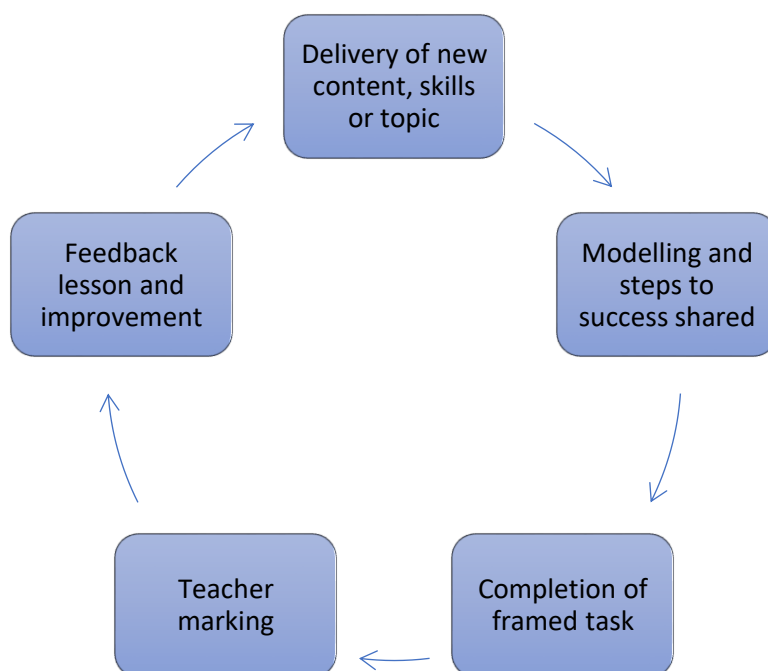 Delivery of new
content, skills
or topic
Modelling and
steps to
success shared
Completion of
framed task
Teacher
marking
Feedback
lesson and
improvement